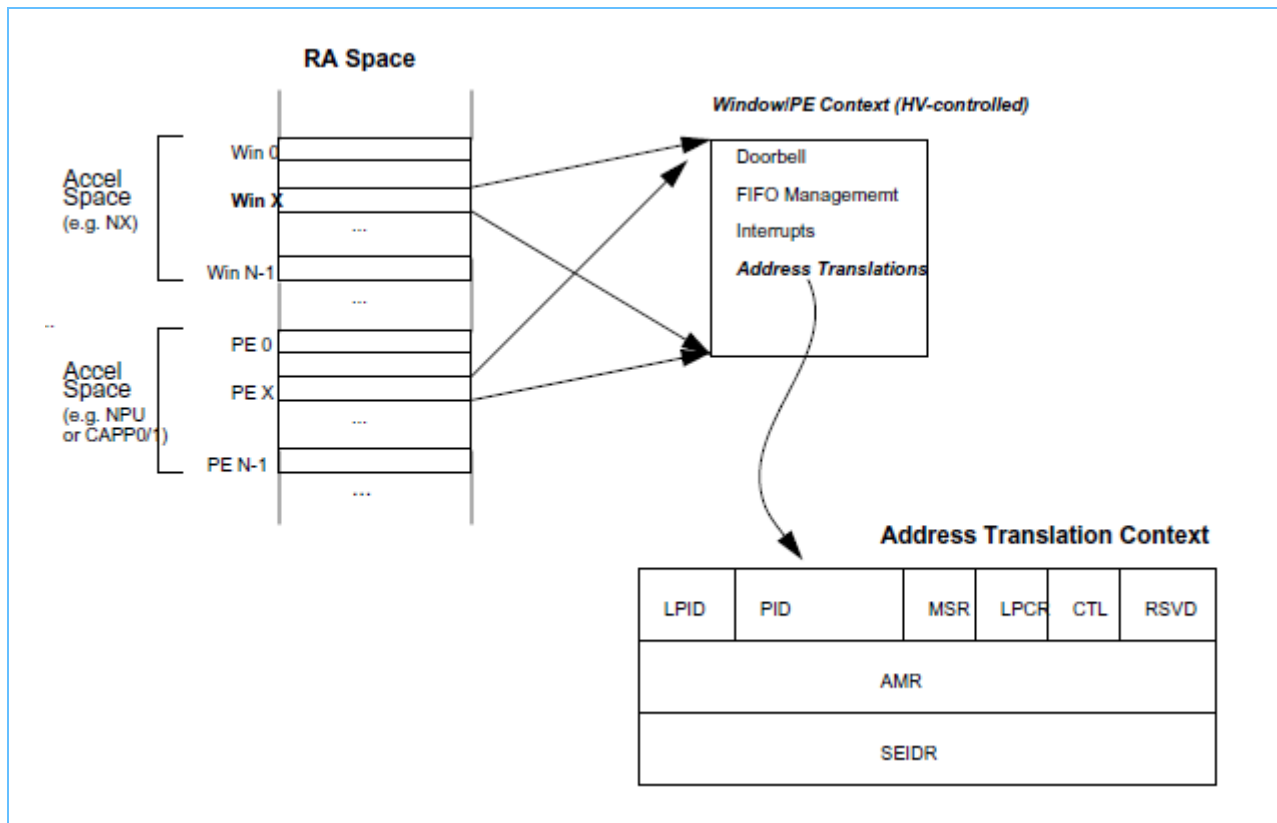 RA Space
Window/PE Context (HV-controlled)
Accel
Space
(e.g. NX)
Win 0
Win X
...
Win N-1
...
Doorbell
FIFO Managememt
Interrupts
Address Translations
...
Accel
Space
(e.g. NPU
or CAPP0/1)
PE 0
PE X
...
PE N-1
...
Address Translation Context
LPID PID MSR LPCR CTL RSVD
AMR
SEIDR